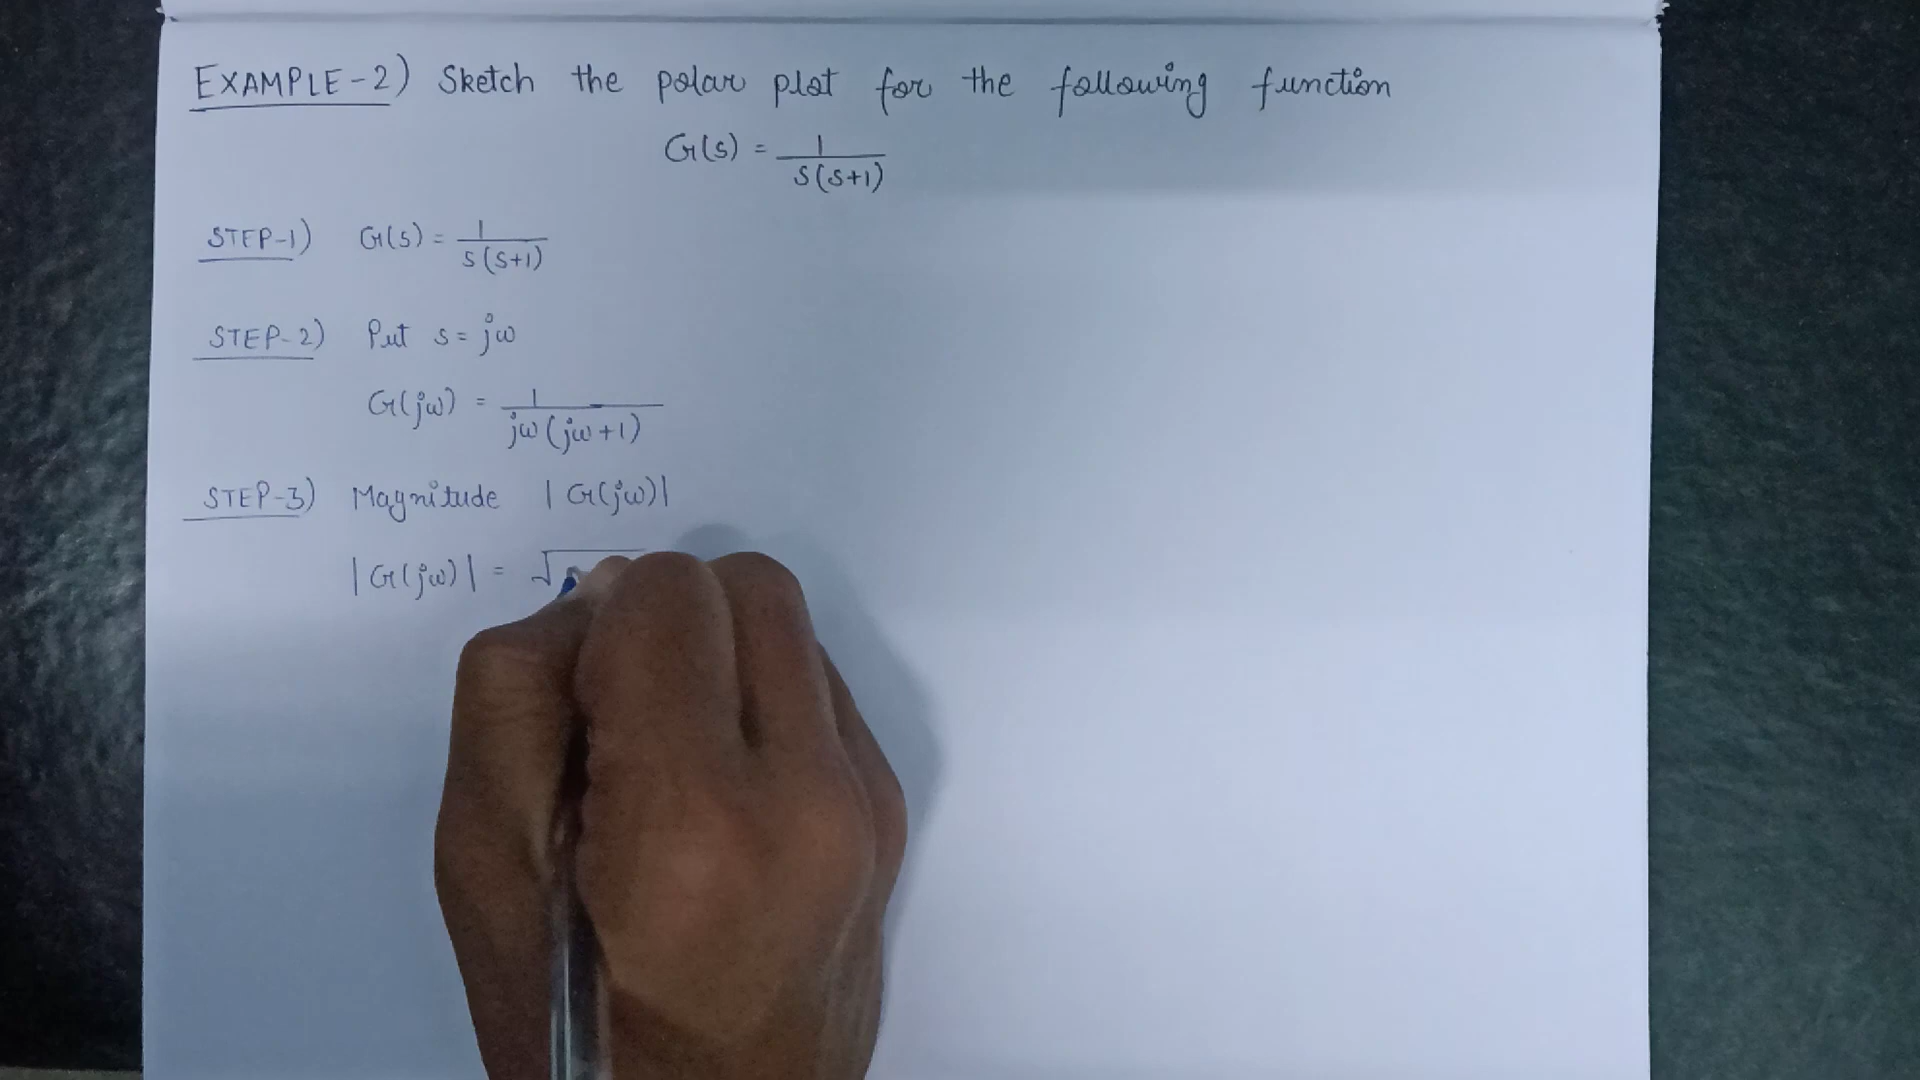 EXAMPLE-2) Sketch the polar plot for the following function
G(s) = 1/(s(s+1))
STEP-1) G(s) = 1/(s(s+1))
STEP-2) Put s = jω
G(jω) = 1/(jω(jω+1))
STEP-3) Magnitude |G(jω)|
|G(jω)| = √